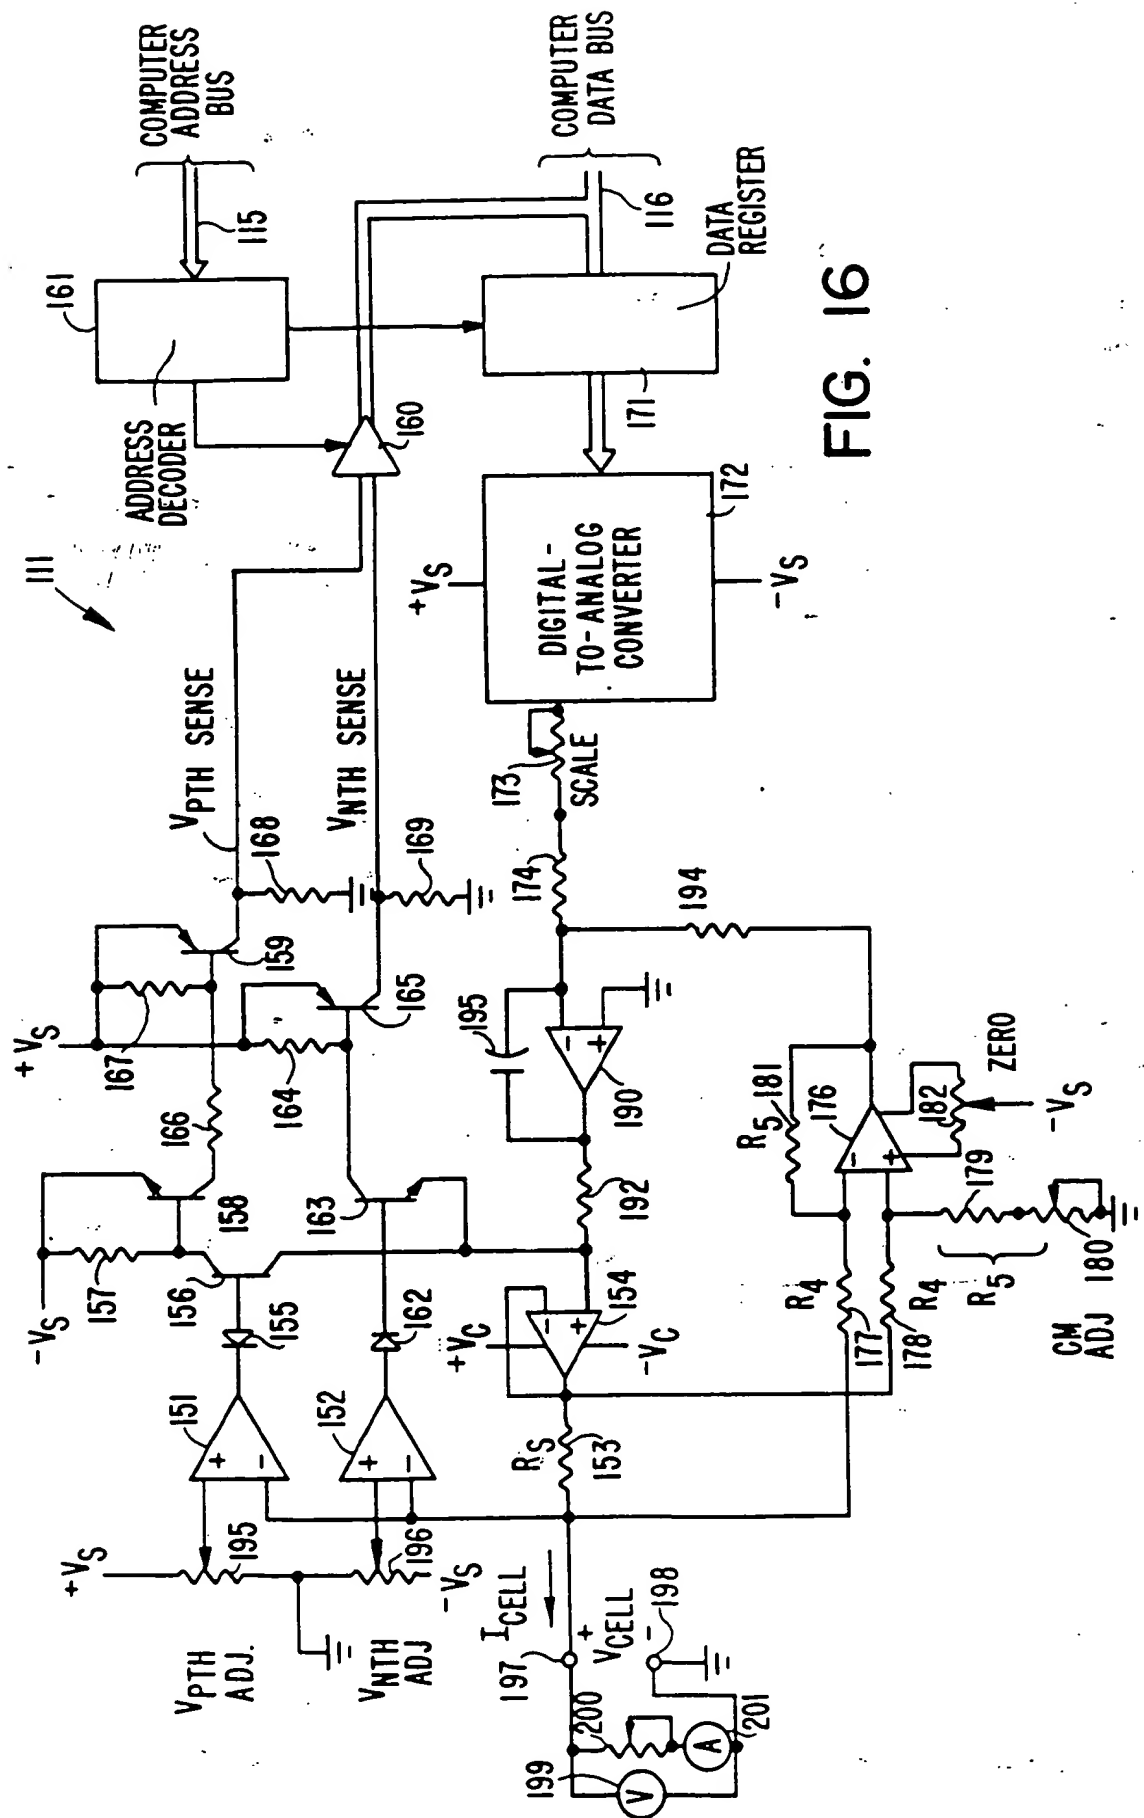 111
COMPUTER
ADDRESS
BUS
115
161
ADDRESS
DECODER
160
COMPUTER
DATA BUS
116
DATA
REGISTER
171
DIGITAL-
TO-ANALOG
CONVERTER
172
+VS
-VS
VPTH SENSE
VNTH SENSE
168
169
159
165
+VS
167
164
166
158
163
-VS
157
156
155
162
151
+
-
152
+
-
+VS
195
VPTH
ADJ.
196
-VS
VNTH
ADJ
173
SCALE
174
194
195
-
+
190
192
+VC
-
+
154
-VC
RS
153
ICELL
197
+
VCELL
-
198
200
199
V
A
201
R5
181
176
-
+
182
ZERO
-VS
R4
177
R4
178
179
R5
180
CM
ADJ
FIG. 16